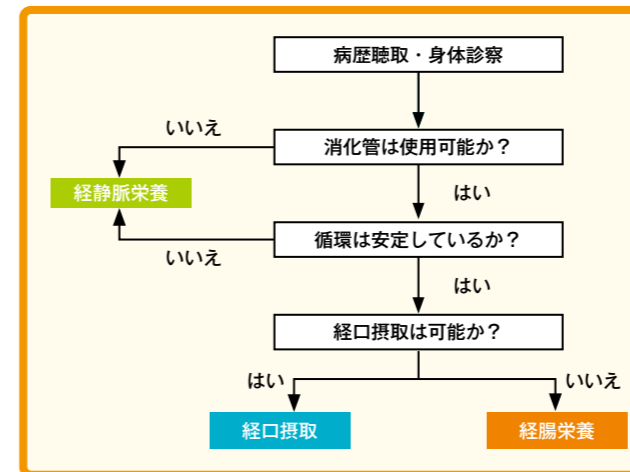 病歴聴取・身体診察
いいえ
消化管は使用可能か？
経静脈栄養
はい
循環は安定しているか？
いいえ
はい
経口摂取は可能か？
はい
いいえ
経口摂取
経腸栄養